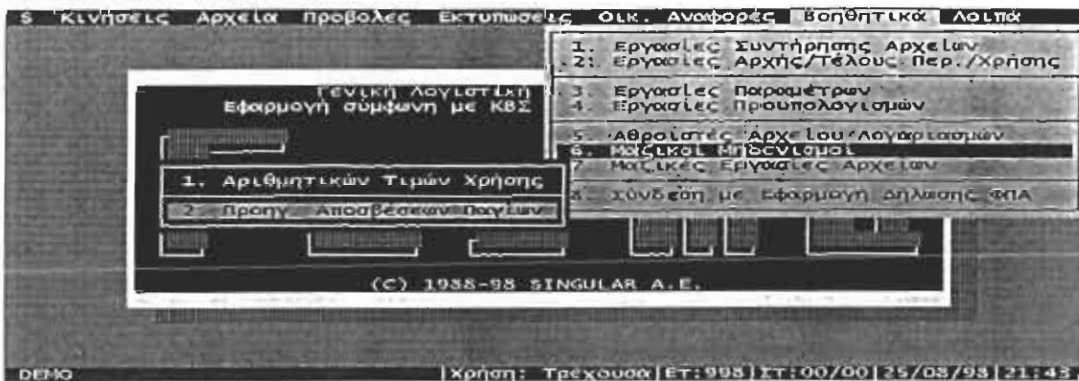 S Κινήσεις Αρχεία Προβολές Εκτυπώσεις Οικ. Αναφορές Βοηθητικά Λοιπά
1. Εργασίες Συντήρησης Αρχείων
2. Εργασίες Αρχής/Τέλους Περ./Χρήσης
3. Εργασίες Παραμέτρων
4. Εργασίες Προυπολογισμών
5. Αθροιστές Αρχείου Λογαριασμών
6. Μαζικοί Μηδενισμοί
7 Μαζικές Εργασίες Αρχείων
8. Σύνδεση με Εφαρμογή Δήλωσης ΦΠΑ
Γενική Λογιστική
Εφαρμογή σύμφωνη με ΚΒΣ
1. Αριθμητικών Τιμών Χρήσης
2. Προηγ. Αποσβέσεων Παγίων
(C) 1988-98 SINGULAR A.E.
DEMO |Χρήση: Τρέχουσα|ΕΤ:998|ΣΤ:00/00|25/08/98|21:43